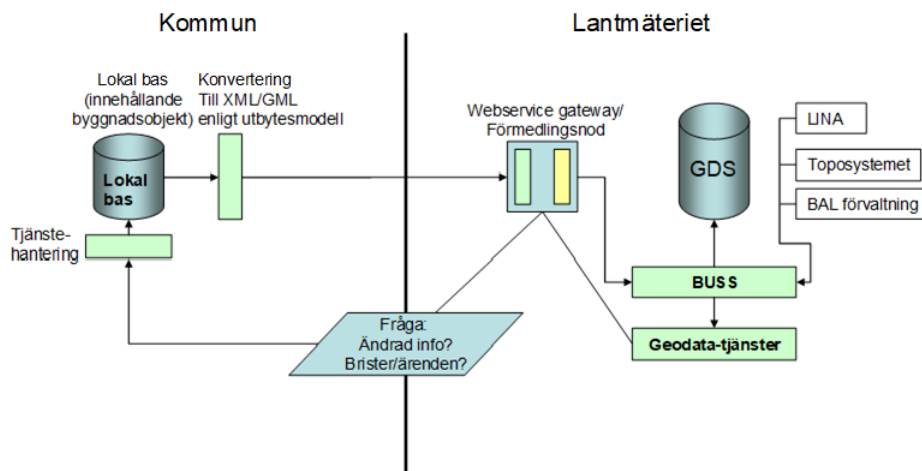 Kommun
Lantmäteriet
Lokal bas
(innehållande
byggnadsobjekt)
Konvertering
Till XML/GML
enligt utbytesmodell
Webservice gateway/
Förmedlingsnod
LINA
GDS
Toposystemet
BAL förvaltning
Lokal
bas
Tjänste-
hantering
BUSS
Fråga:
Ändrad info?
Brister/ärenden?
Geodata-tjänster